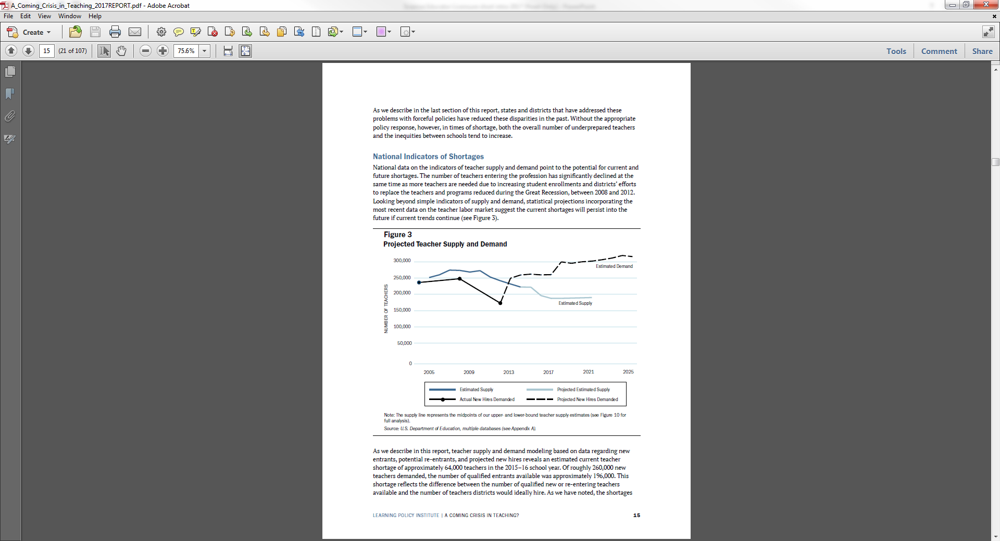 A_Coming_Crisis_in_Teaching_2017REPORT.pdf - Adobe Acrobat
File Edit View Window Help
Create
15 (21 of 107) 75.6% Tools Comment Share
As we describe in the last section of this report, states and districts that have addressed these
problems with forceful policies have reduced these disparities in the past. Without the appropriate
policy response, however, in times of shortage, both the overall number of underprepared teachers
and the inequities between schools tend to increase.
National Indicators of Shortages
National data on the indicators of teacher supply and demand point to the potential for current and
future shortages. The number of teachers entering the profession has significantly declined at the
same time as more teachers are needed due to increasing student enrollments and districts’ efforts
to replace the teachers and programs reduced during the Great Recession, between 2008 and 2012.
Looking beyond simple indicators of supply and demand, statistical projections incorporating the
most recent data on the teacher labor market suggest the current shortages will persist into the
future if current trends continue (see Figure 3).
Figure 3
Projected Teacher Supply and Demand
NUMBER OF TEACHERS
300,000
250,000
200,000
150,000
100,000
50,000
0
Estimated Demand
Estimated Supply
2005 2009 2013 2017 2021 2025
Estimated Supply Projected Estimated Supply
Actual New Hires Demanded Projected New Hires Demanded
Note: The supply line represents the midpoints of our upper- and lower-bound teacher supply estimates (see Figure 10 for
full analysis).
Source: U.S. Department of Education, multiple databases (see Appendix A).
As we describe in this report, teacher supply and demand modeling based on data regarding new
entrants, potential re-entrants, and projected new hires reveals an estimated current teacher
shortage of approximately 64,000 teachers in the 2015–16 school year. Of roughly 260,000 new
teachers demanded, the number of qualified entrants available was approximately 196,000. This
shortage reflects the difference between the number of qualified new or re-entering teachers
available and the number of teachers districts would ideally hire. As we have noted, the shortages
LEARNING POLICY INSTITUTE | A COMING CRISIS IN TEACHING? 15